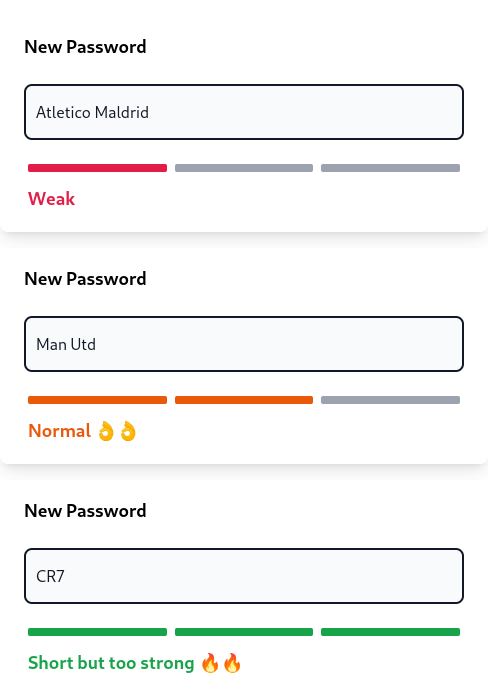 New Password
Atletico Maldrid
Weak
New Password
Man Utd
Normal 👌👌
New Password
CR7
Short but too strong 🔥🔥